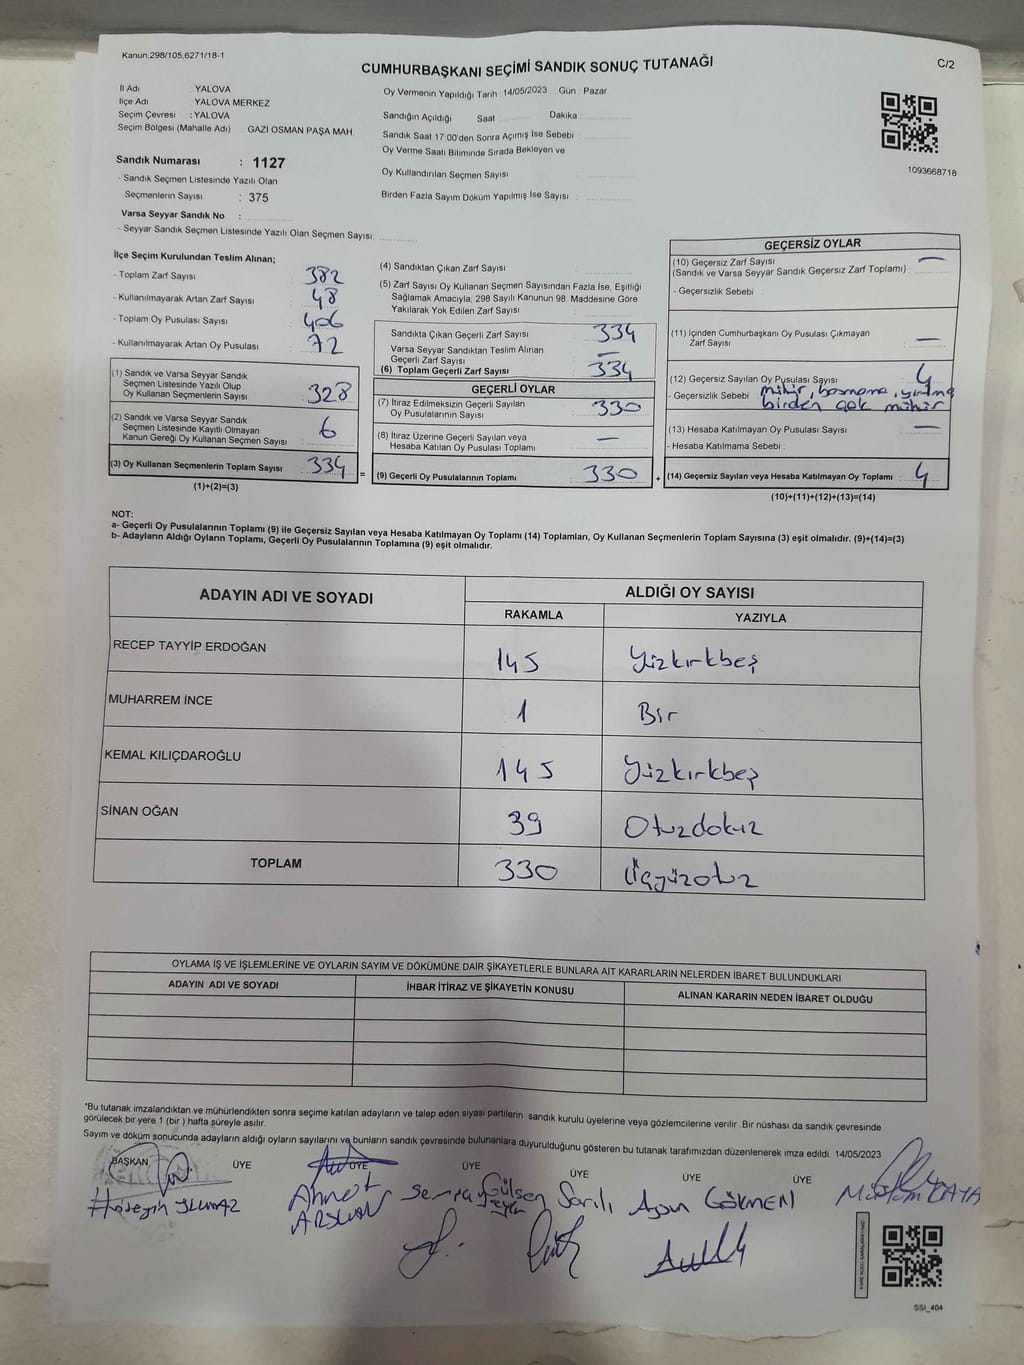 Kanun:298/105,6271/18-1
CUMHURBAŞKANI SEÇİMİ SANDIK SONUÇ TUTANAĞI
C/2
İl Adı : YALOVA
İlçe Adı : YALOVA MERKEZ
Seçim Çevresi : YALOVA
Seçim Bölgesi (Mahalle Adı) GAZİ OSMAN PAŞA MAH.
Sandık Numarası : 1127
- Sandık Seçmen Listesinde Yazılı Olan
Seçmenlerin Sayısı : 375
Varsa Seyyar Sandık No :
- Seyyar Sandık Seçmen Listesinde Yazılı Olan Seçmen Sayısı:
Oy Vermenin Yapıldığı Tarih : 14/05/2023 Gün : Pazar
Sandığın Açıldığı Saat Dakika
Sandık Saat 17:00'den Sonra Açımış İse Sebebi :
Oy Verme Saati Bitiminde Sırada Bekleyen ve
Oy Kullandırılan Seçmen Sayısı :
Birden Fazla Sayım Döküm Yapılmış İse Sayısı :
1093668718
İlçe Seçim Kurulundan Teslim Alınan;
- Toplam Zarf Sayısı : 382
- Kullanılmayarak Artan Zarf Sayısı : 48
- Toplam Oy Pusulası Sayısı : 406
- Kullanılmayarak Artan Oy Pusulası : 72
(1) Sandık ve Varsa Seyyar Sandık
Seçmen Listesinde Yazılı Olup
Oy Kullanan Seçmenlerin Sayısı : 328
(2) Sandık ve Varsa Seyyar Sandık
Seçmen Listesinde Kayıtlı Olmayan
Kanun Gereği Oy Kullanan Seçmen Sayısı : 6
(3) Oy Kullanan Seçmenlerin Toplam Sayısı : 334 =
(1)+(2)=(3)
(4) Sandıktan Çıkan Zarf Sayısı :
(5) Zarf Sayısı Oy Kullanan Seçmen Sayısından Fazla İse, Eşitliği
Sağlamak Amacıyla; 298 Sayılı Kanunun 98. Maddesine Göre
Yakılarak Yok Edilen Zarf Sayısı :
Sandıkta Çıkan Geçerli Zarf Sayısı : 334
Varsa Seyyar Sandıktan Teslim Alınan
Geçerli Zarf Sayısı : —
(6) Toplam Geçerli Zarf Sayısı : 334
GEÇERLİ OYLAR
(7) İtiraz Edilmeksizin Geçerli Sayılan
Oy Pusulalarının Sayısı : 330
(8) İtiraz Üzerine Geçerli Sayılan veya
Hesaba Katılan Oy Pusulası Toplamı : —
(9) Geçerli Oy Pusulalarının Toplamı : 330 +
GEÇERSİZ OYLAR
(10) Geçersiz Zarf Sayısı —
(Sandık ve Varsa Seyyar Sandık Geçersiz Zarf Toplamı) :
- Geçersizlik Sebebi :
(11) İçinden Cumhurbaşkanı Oy Pusulası Çıkmayan
Zarf Sayısı : —
(12) Geçersiz Sayılan Oy Pusulası Sayısı : 4
- Geçersizlik Sebebi : mühür, basmama, yırtma
birden çok mühür
(13) Hesaba Katılmayan Oy Pusulası Sayısı : —
- Hesaba Katılmama Sebebi :
(14) Geçersiz Sayılan veya Hesaba Katılmayan Oy Toplamı : 4
(10)+(11)+(12)+(13)=(14)
NOT:
a- Geçerli Oy Pusulalarının Toplamı (9) ile Geçersiz Sayılan veya Hesaba Katılmayan Oy Toplamı (14) Toplamları, Oy Kullanan Seçmenlerin Toplam Sayısına (3) eşit olmalıdır. (9)+(14)=(3)
b- Adayların Aldığı Oyların Toplamı, Geçerli Oy Pusulalarının Toplamına (9) eşit olmalıdır.
ADAYIN ADI VE SOYADI ALDIĞI OY SAYISI
RAKAMLA YAZIYLA
RECEP TAYYİP ERDOĞAN 145 Yüzkırkbeş
MUHARREM İNCE 1 Bir
KEMAL KILIÇDAROĞLU 145 Yüzkırkbeş
SİNAN OĞAN 39 Otuzdokuz
TOPLAM 330 Üçyüzotuz
OYLAMA İŞ VE İŞLEMLERİNE VE OYLARIN SAYIM VE DÖKÜMÜNE DAİR ŞİKAYETLERLE BUNLARA AİT KARARLARIN NELERDEN İBARET BULUNDUKLARI
ADAYIN ADI VE SOYADI İHBAR İTİRAZ VE ŞİKAYETİN KONUSU ALINAN KARARIN NEDEN İBARET OLDUĞU
*Bu tutanak imzalandıktan ve mühürlendikten sonra seçime katılan adayların ve talep eden siyasi partilerin sandık kurulu üyelerine veya gözlemcilerine verilir. Bir nüshası da sandık çevresinde
görülecek bir yere 1 (bir) hafta süreyle asılır.
Sayım ve döküm sonucunda adayların aldığı oyların sayılarını ve bunların sandık çevresinde bulunanlara duyurulduğunu gösteren bu tutanak tarafımızdan düzenlenerek imza edildi. 14/05/2023
BAŞKAN ÜYE ÜYE ÜYE ÜYE ÜYE ÜYE
Hüseyin YILMAZ Ahmet ARSLAN Semra Gülsen Sarılı GÖKMEN KAYA
SSI_404